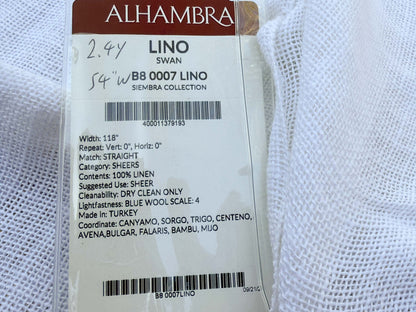 ALHAMBRA
2.4Y
LINO
SWAN
54"W
B8 0007 LINO
SIEMBRA COLLECTION
400011379193
Width: 118"
Repeat: Vert: 0", Horiz: 0"
Match: STRAIGHT
Category: SHEERS
Contents: 100% LINEN
Suggested Use: SHEER
Cleanability: DRY CLEAN ONLY
Lightfastness: BLUE WOOL SCALE: 4
Made in: TURKEY
Coordinate: CANYAMO, SORGO, TRIGO, CENTENO,
AVENA,BULGAR, FALARIS, BAMBU, MIJO
B8 0007LINO